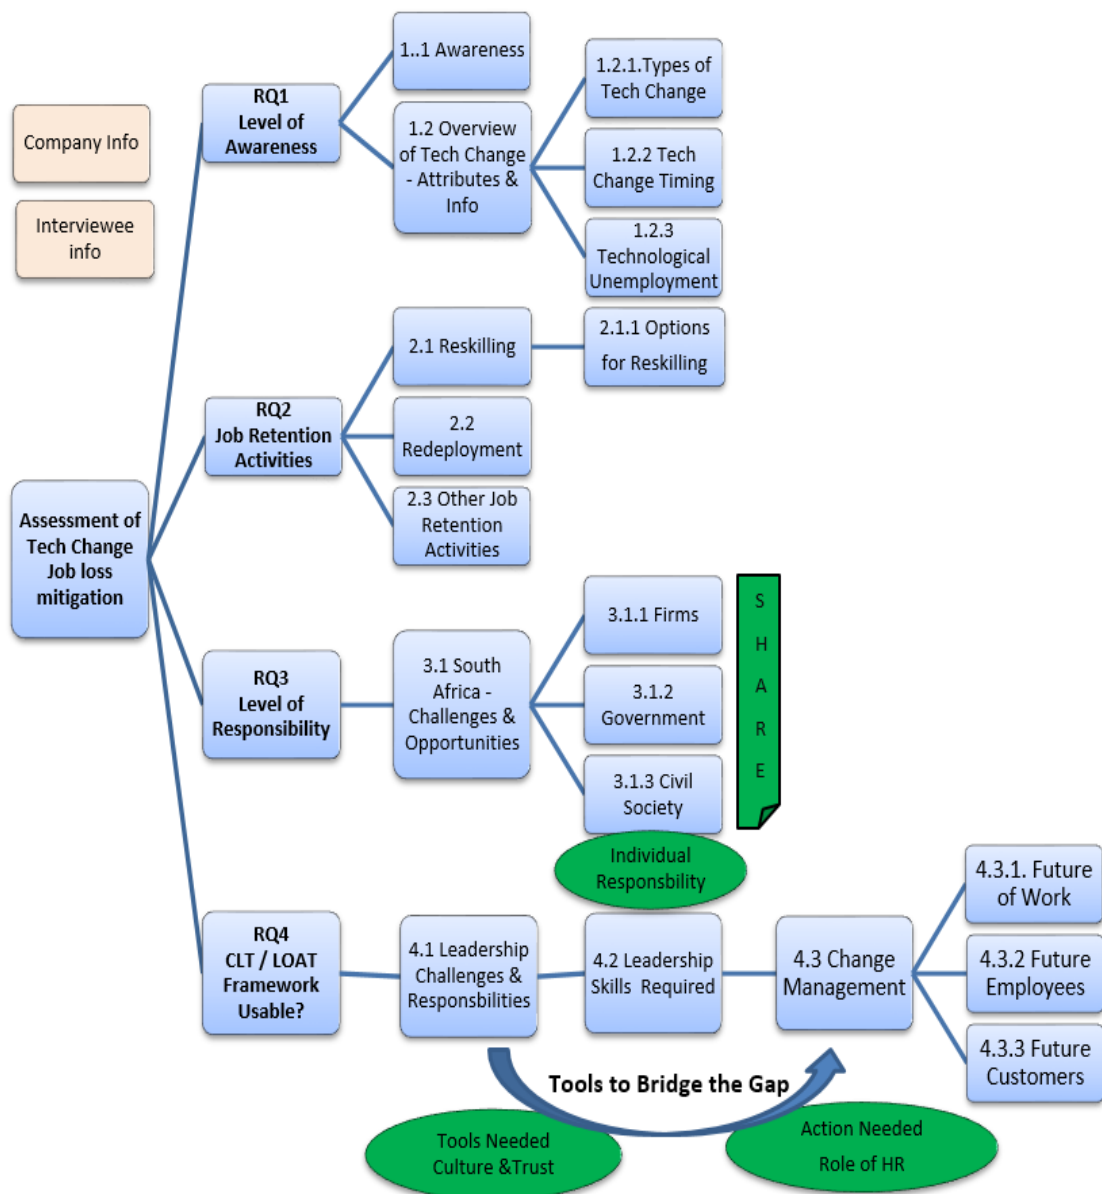 Company Info
Interviewee
info
Assessment of
Tech Change
Job loss
mitigation
RQ1
Level of
Awareness
1..1 Awareness
1.2 Overview
of Tech Change
- Attributes &
Info
1.2.1.Types of
Tech Change
1.2.2 Tech
Change Timing
1.2.3
Technological
Unemployment
RQ2
Job Retention
Activities
2.1 Reskilling
2.1.1 Options
for Reskilling
2.2
Redeployment
2.3 Other Job
Retention
Activities
RQ3
Level of
Responsibility
3.1 South
Africa -
Challenges &
Opportunities
3.1.1 Firms
3.1.2
Government
3.1.3 Civil
Society
S
H
A
R
E
Individual
Responsbility
RQ4
CLT / LOAT
Framework
Usable?
4.1 Leadership
Challenges &
Responsbilities
4.2 Leadership
Skills Required
4.3 Change
Management
4.3.1. Future
of Work
4.3.2 Future
Employees
4.3.3 Future
Customers
Tools to Bridge the Gap
Tools Needed
Culture &Trust
Action Needed
Role of HR